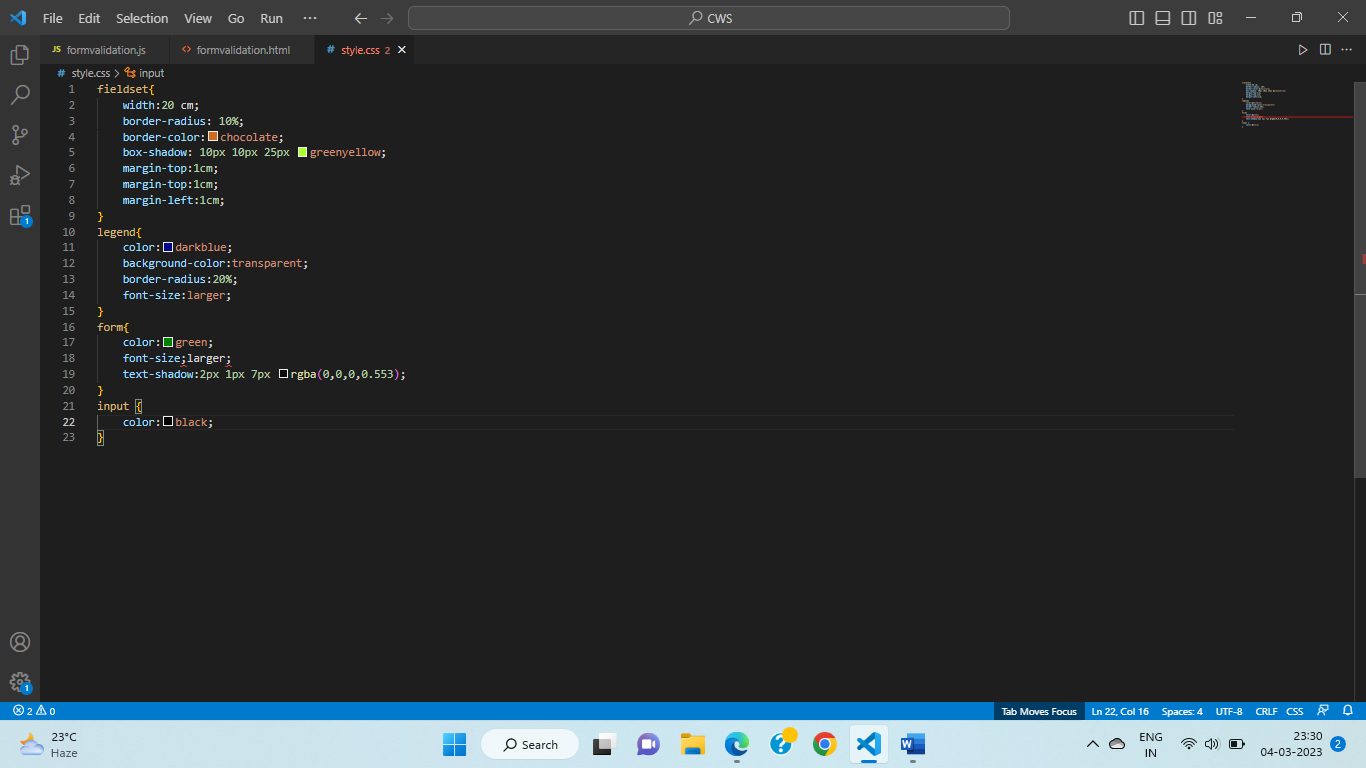 File Edit Selection View Go Run ··· CWS
JS formvalidation.js <> formvalidation.html # style.css 2
# style.css > input
1 fieldset{
2 width:20 cm;
3 border-radius: 10%;
4 border-color:chocolate;
5 box-shadow: 10px 10px 25px greenyellow;
6 margin-top:1cm;
7 margin-top:1cm;
8 margin-left:1cm;
9 }
10 legend{
11 color:darkblue;
12 background-color:transparent;
13 border-radius:20%;
14 font-size:larger;
15 }
16 form{
17 color:green;
18 font-size;larger;
19 text-shadow:2px 1px 7px rgba(0,0,0,0.553);
20 }
21 input {
22 color:black;
23 }
1
1
2 0 Tab Moves Focus Ln 22, Col 16 Spaces: 4 UTF-8 CRLF CSS
23°C
Haze
Search
ENG
IN
23:30
04-03-2023
2